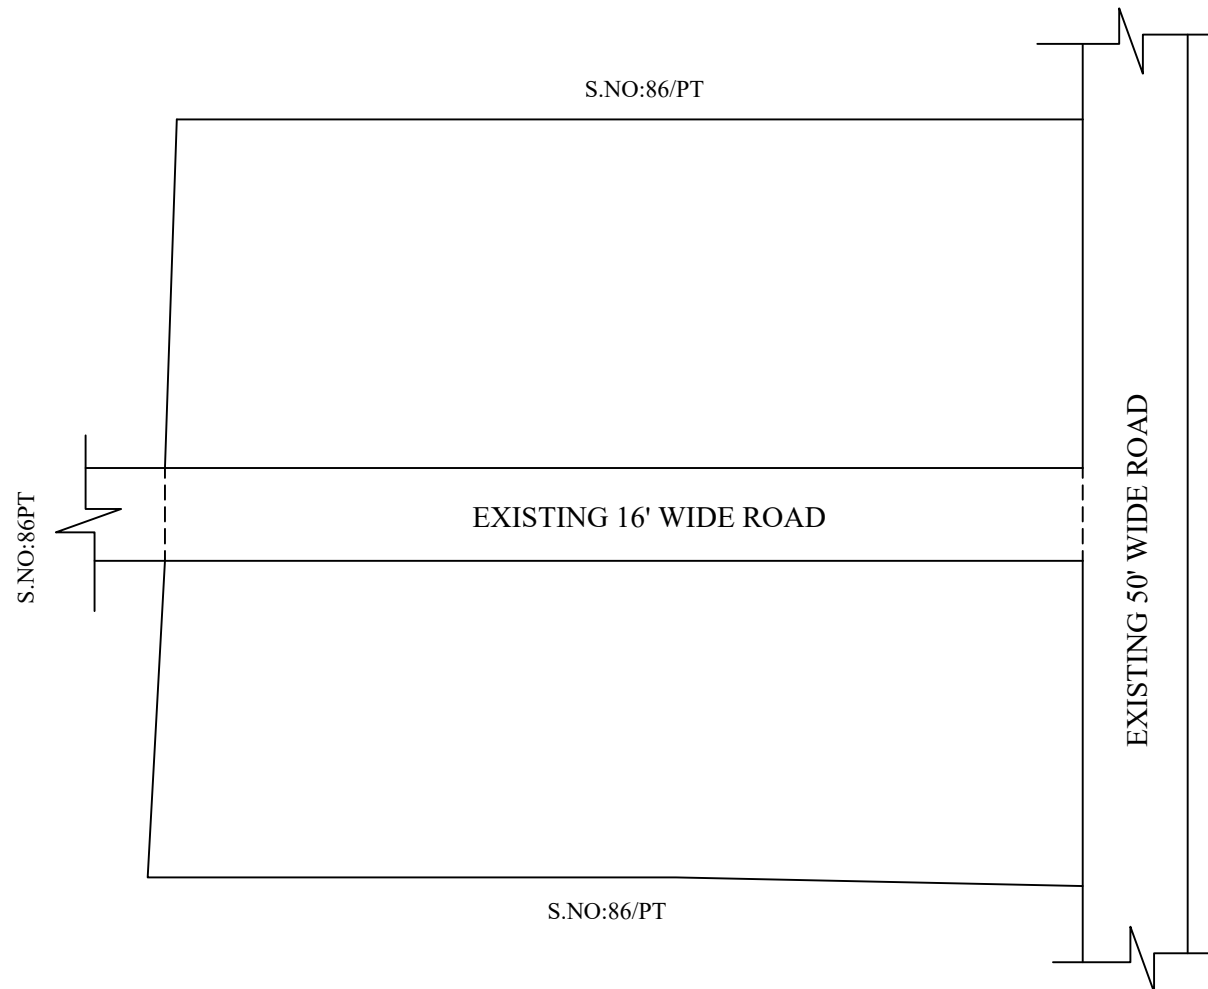 S.NO:86/PT
EXISTING 16' WIDE ROAD
EXISTING 50' WIDE ROAD
S.NO:86PT
S.NO:86/PT